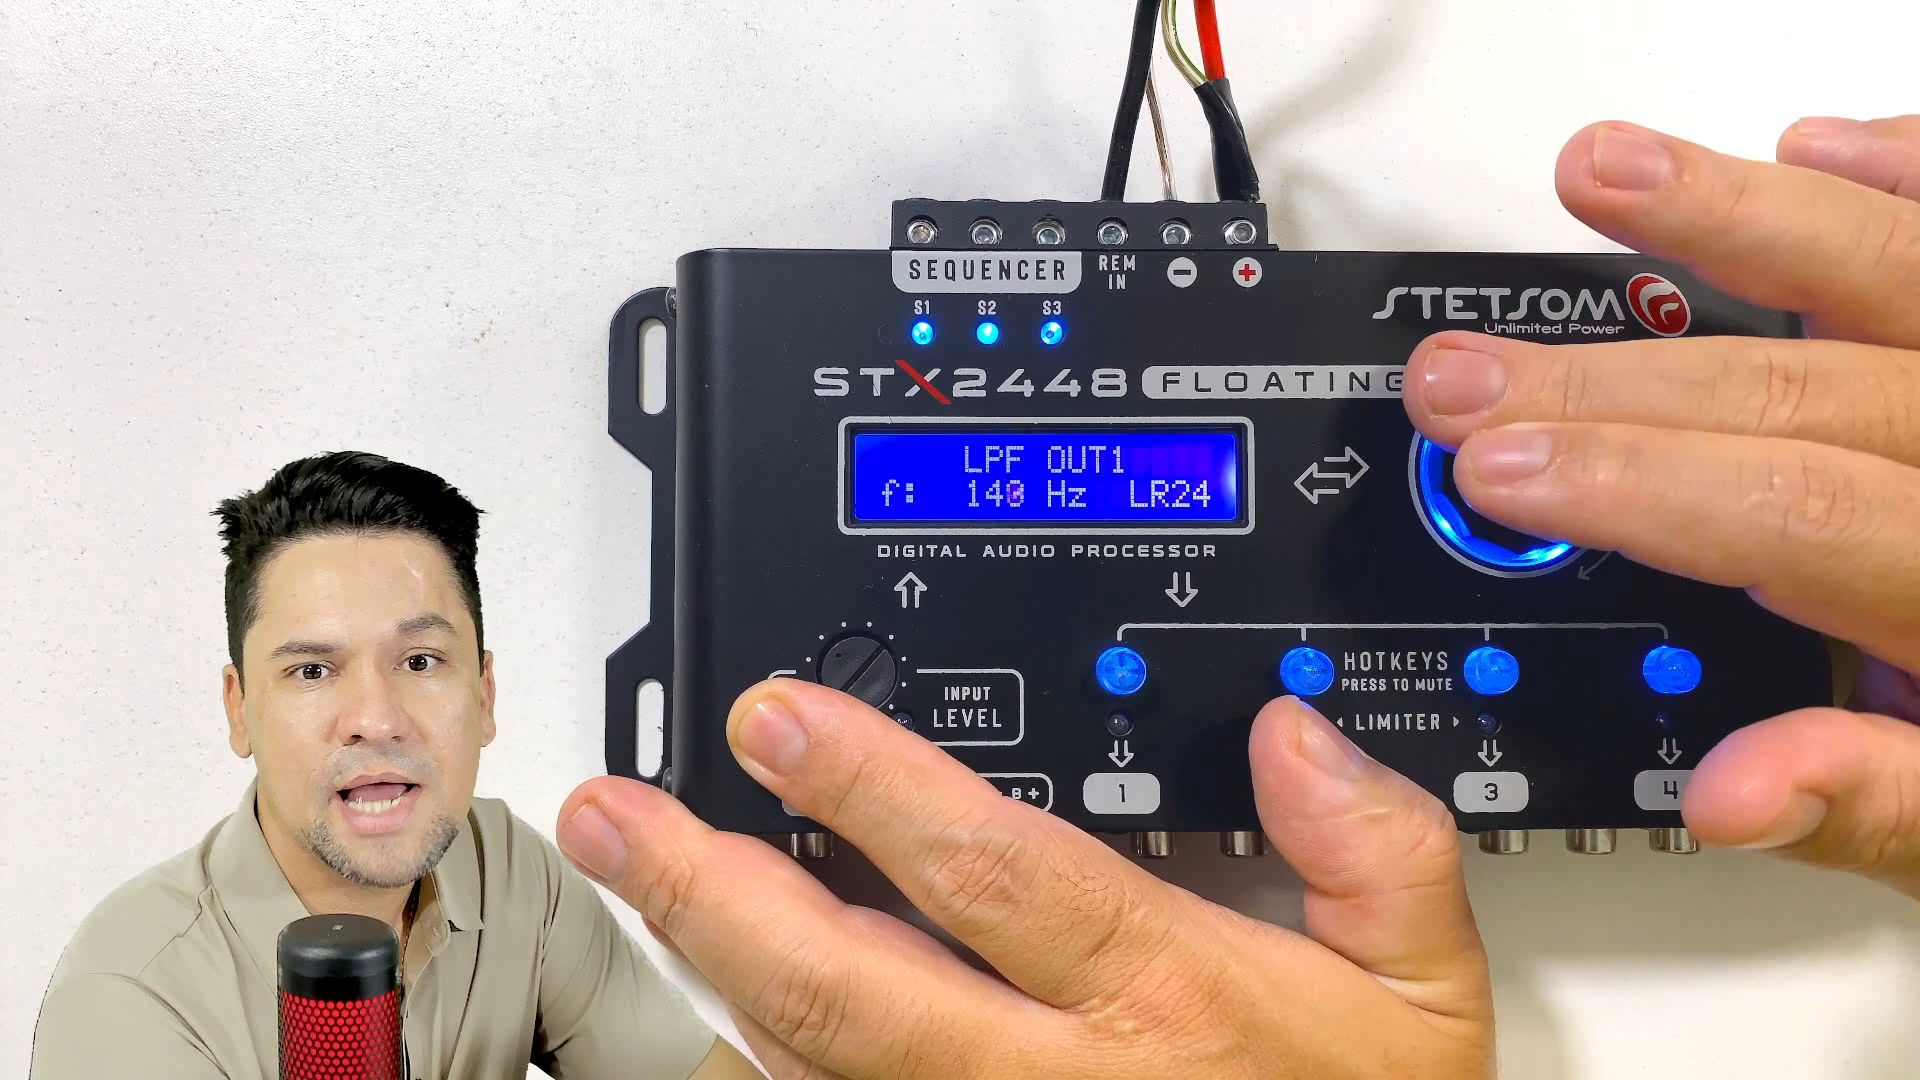 SEQUENCER
REM
IN
S1 S2 S3
STETSOM
Unlimited Power
STX2448 FLOATING
LPF OUT1
f: 140 Hz LR24
DIGITAL AUDIO PROCESSOR
INPUT
LEVEL
HOTKEYS
PRESS TO MUTE
LIMITER
B +
1 3 4